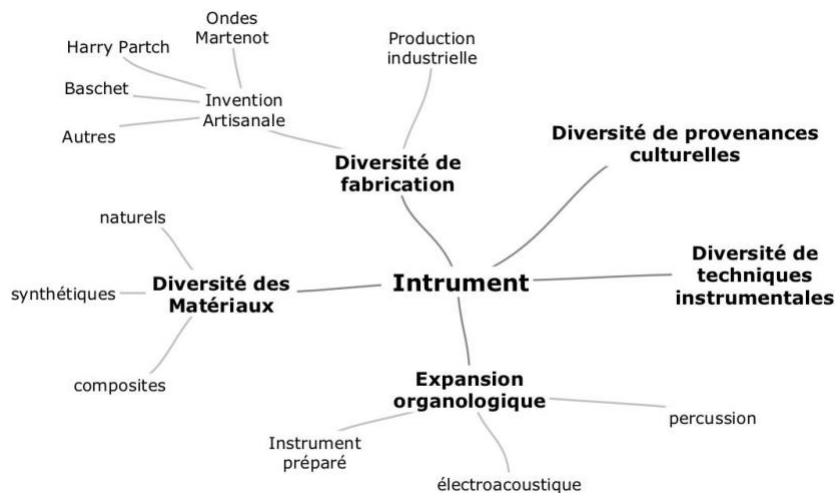 Ondes
Martenot
Harry Partch
Production
industrielle
Baschet
Invention
Artisanale
Autres
Diversité de
fabrication
Diversité de provenances
culturelles
naturels
synthétiques
Diversité des
Matériaux
composites
Intrument
Diversité de
techniques
instrumentales
Expansion
organologique
percussion
Instrument
préparé
électroacoustique